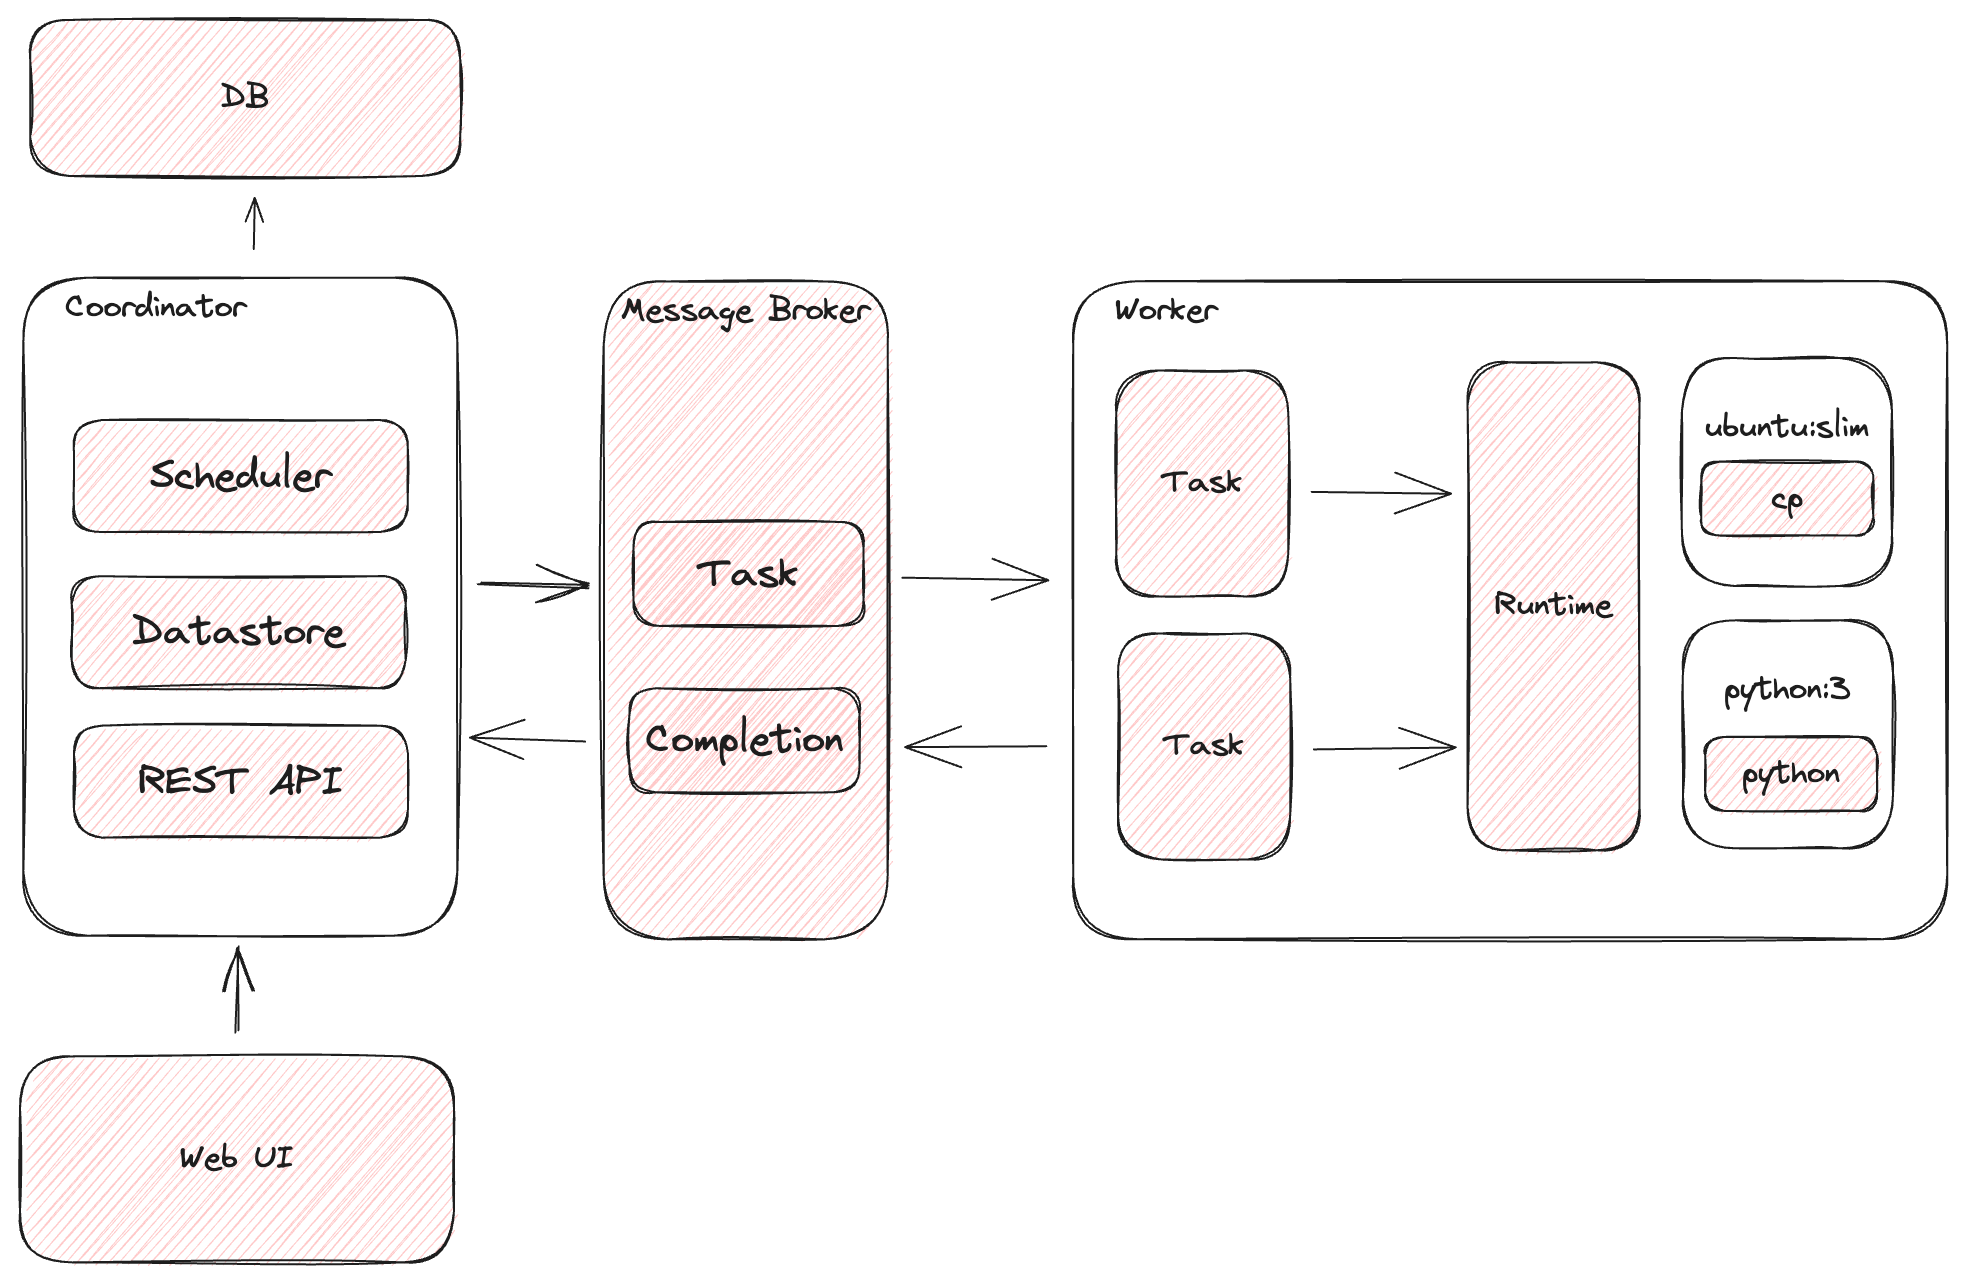 DB
Coordinator
Scheduler
Datastore
REST API
Message Broker
Task
Completion
Worker
Task
Task
Runtime
ubuntu:slim
cp
python:3
python
Web UI